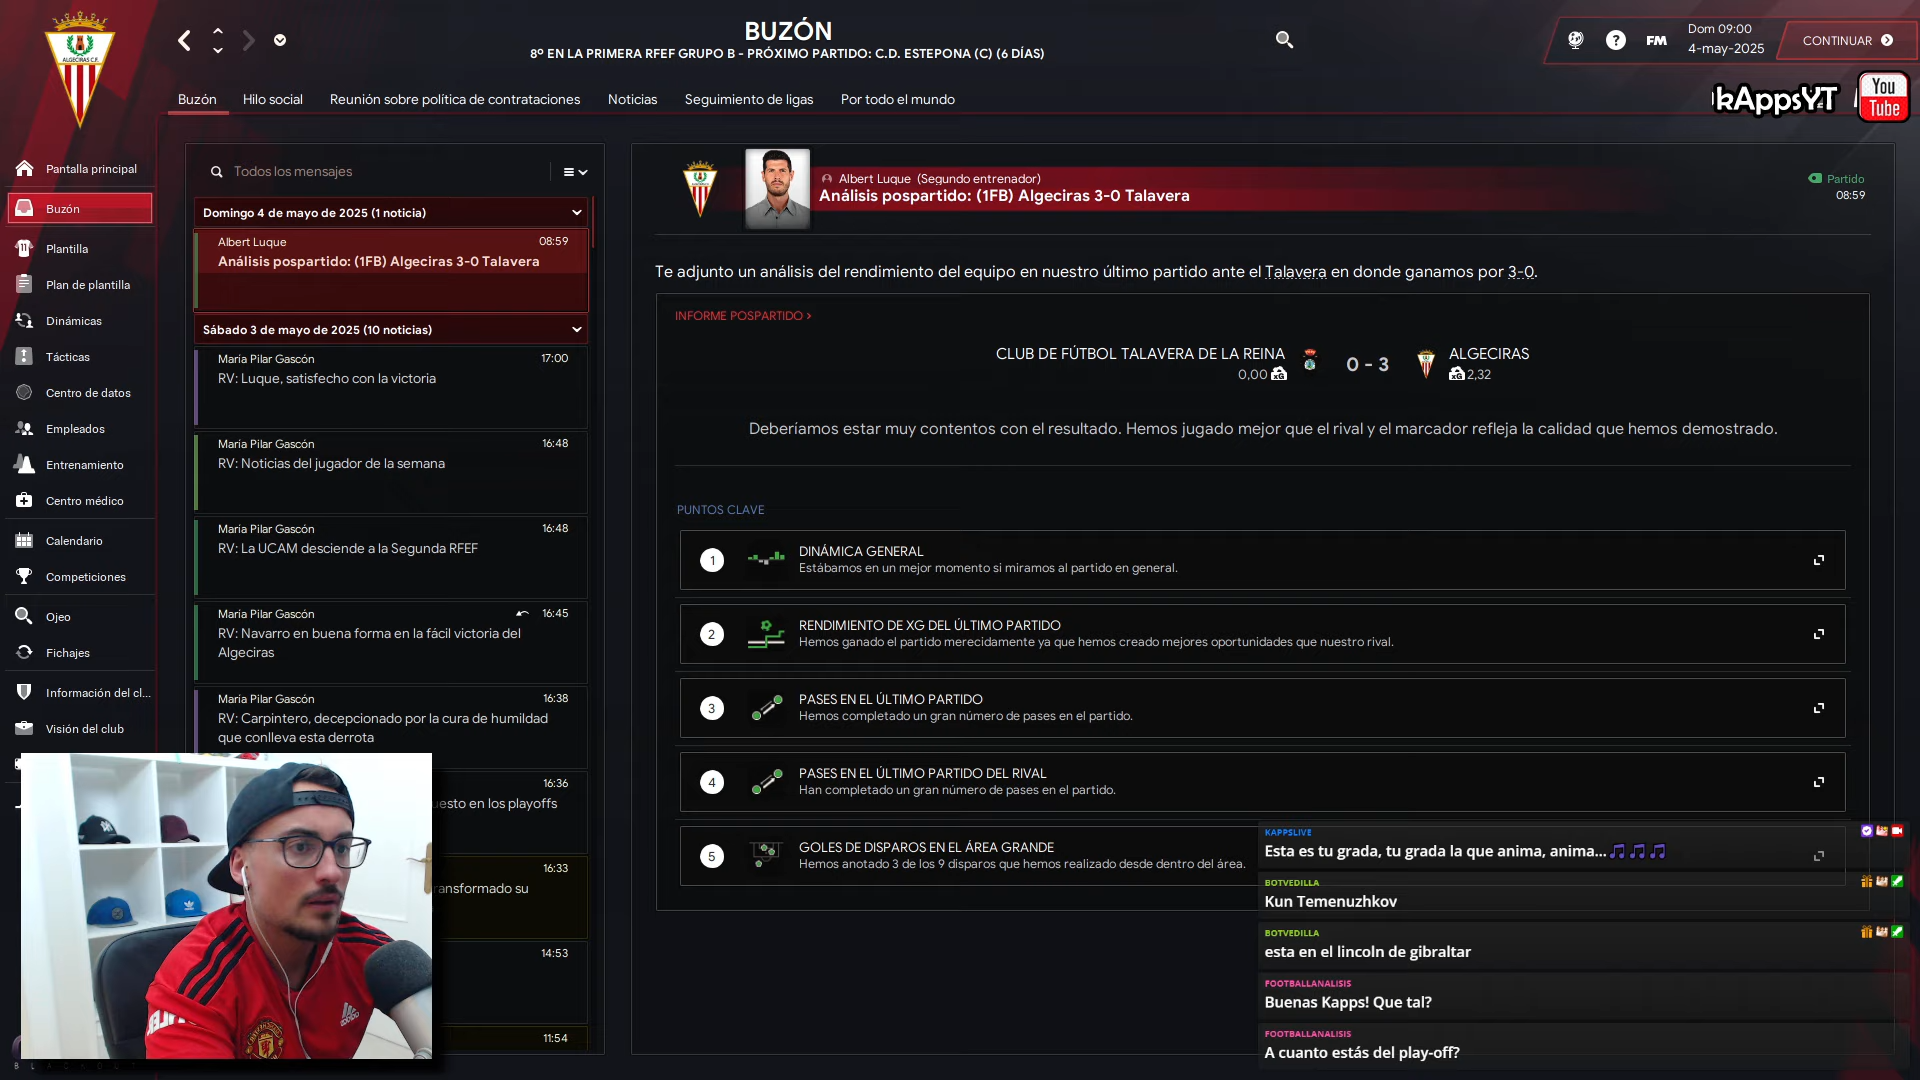 BUZÓN
8º EN LA PRIMERA RFEF GRUPO B - PRÓXIMO PARTIDO: C.D. ESTEPONA (C) (6 DÍAS)
FM
Dom 09:00
4-may-2025
CONTINUAR
ALGECIRAS C.F.
Buzón
Hilo social
Reunión sobre política de contrataciones
Noticias
Seguimiento de ligas
Por todo el mundo
kAppsYT
You
Tube
Pantalla principal
Buzón
Plantilla
Plan de plantilla
Dinámicas
Tácticas
Centro de datos
Empleados
Entrenamiento
Centro médico
Calendario
Competiciones
Ojeo
Fichajes
Información del cl...
Visión del club
Todos los mensajes
Domingo 4 de mayo de 2025 (1 noticia)
Albert Luque
08:59
Análisis pospartido: (1FB) Algeciras 3-0 Talavera
Sábado 3 de mayo de 2025 (10 noticias)
María Pilar Gascón
17:00
RV: Luque, satisfecho con la victoria
María Pilar Gascón
16:48
RV: Noticias del jugador de la semana
María Pilar Gascón
16:48
RV: La UCAM desciende a la Segunda RFEF
María Pilar Gascón
16:45
RV: Navarro en buena forma en la fácil victoria del
Algeciras
María Pilar Gascón
16:38
RV: Carpintero, decepcionado por la cura de humildad
que conlleva esta derrota
16:36
uesto en los playoffs
16:33
ransformado su
14:53
11:54
Albert Luque (Segundo entrenador)
Análisis pospartido: (1FB) Algeciras 3-0 Talavera
Partido
08:59
Te adjunto un análisis del rendimiento del equipo en nuestro último partido ante el Talavera en donde ganamos por 3-0.
INFORME POSPARTIDO >
CLUB DE FÚTBOL TALAVERA DE LA REINA
0,00 xG
0 - 3
ALGECIRAS
xG 2,32
Deberíamos estar muy contentos con el resultado. Hemos jugado mejor que el rival y el marcador refleja la calidad que hemos demostrado.
PUNTOS CLAVE
1
DINÁMICA GENERAL
Estábamos en un mejor momento si miramos al partido en general.
2
RENDIMIENTO DE XG DEL ÚLTIMO PARTIDO
Hemos ganado el partido merecidamente ya que hemos creado mejores oportunidades que nuestro rival.
3
PASES EN EL ÚLTIMO PARTIDO
Hemos completado un gran número de pases en el partido.
4
PASES EN EL ÚLTIMO PARTIDO DEL RIVAL
Han completado un gran número de pases en el partido.
5
GOLES DE DISPAROS EN EL ÁREA GRANDE
Hemos anotado 3 de los 9 disparos que hemos realizado desde dentro del área.
KAPPSLIVE
Esta es tu grada, tu grada la que anima, anima...🎵🎵🎵
BOTVEDILLA
Kun Temenuzhkov
BOTVEDILLA
esta en el lincoln de gibraltar
FOOTBALLANALISIS
Buenas Kapps! Que tal?
FOOTBALLANALISIS
A cuanto estás del play-off?